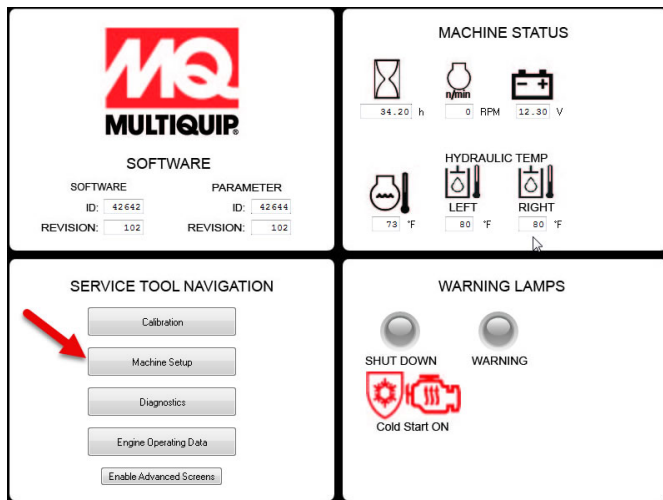 MQ
MULTIQUIP
SOFTWARE
SOFTWARE PARAMETER
ID: 42642 ID: 42644
REVISION: 102 REVISION: 102
MACHINE STATUS
n/min
34.20 h 0 RPM 12.30 V
HYDRAULIC TEMP
LEFT RIGHT
73 °F 80 °F 80 °F
SERVICE TOOL NAVIGATION
Calibration
Machine Setup
Diagnostics
Engine Operating Data
Enable Advanced Screens
WARNING LAMPS
SHUT DOWN WARNING
Cold Start ON